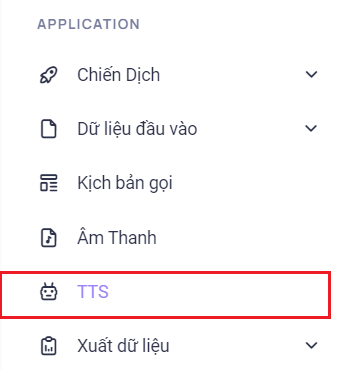 APPLICATION
Chiến Dịch
Dữ liệu đầu vào
Kịch bản gọi
Âm Thanh
TTS
Xuất dữ liệu